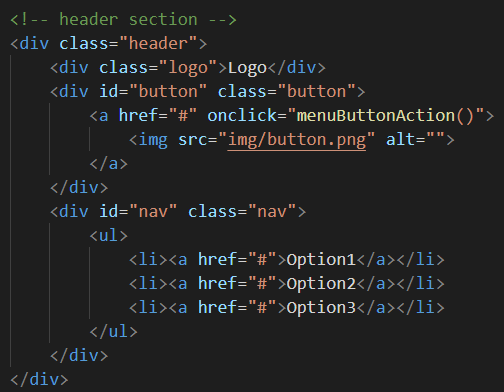 <!-- header section -->
<div class="header">
    <div class="logo">Logo</div>
    <div id="button" class="button">
        <a href="#" onclick="menuButtonAction()">
            <img src="img/button.png" alt="">
        </a>
    </div>
    <div id="nav" class="nav">
        <ul>
            <li><a href="#">Option1</a></li>
            <li><a href="#">Option2</a></li>
            <li><a href="#">Option3</a></li>
        </ul>
    </div>
</div>